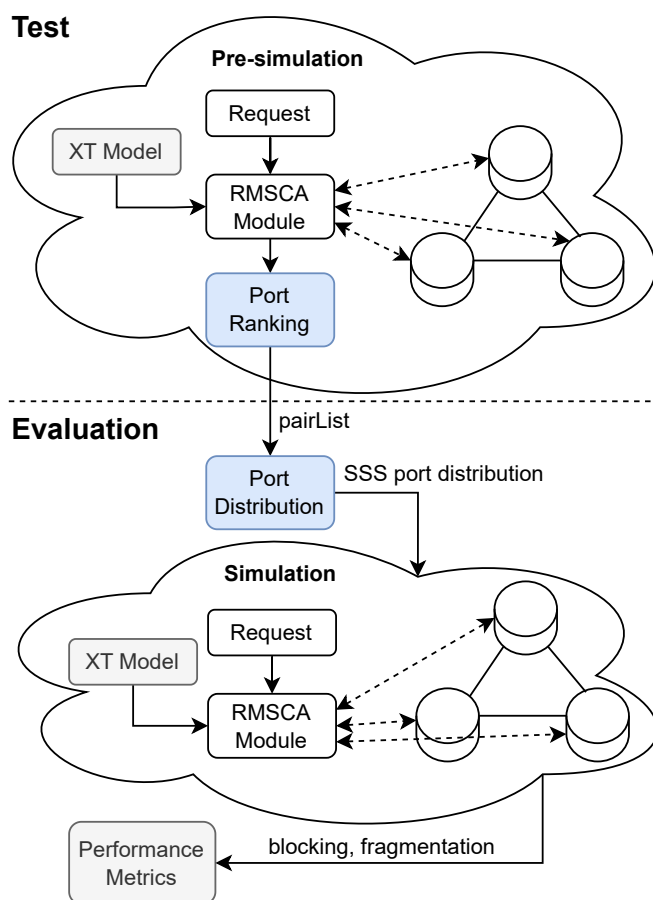 Test
Pre-simulation
Request
XT Model
RMSCA
Module
Port
Ranking
pairList
Evaluation
Port
Distribution
SSS port distribution
Simulation
Request
XT Model
RMSCA
Module
blocking, fragmentation
Performance
Metrics